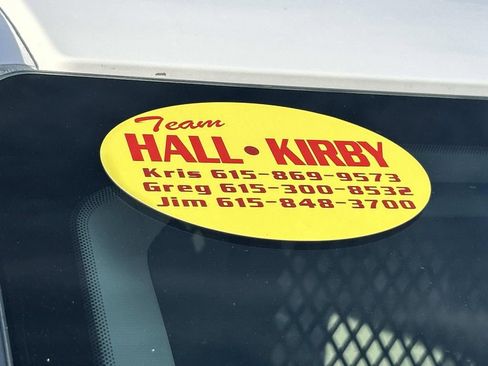 Team
HALL • KIRBY
Kris 615-869-9573
Greg 615-300-8532
Jim 615-848-3700